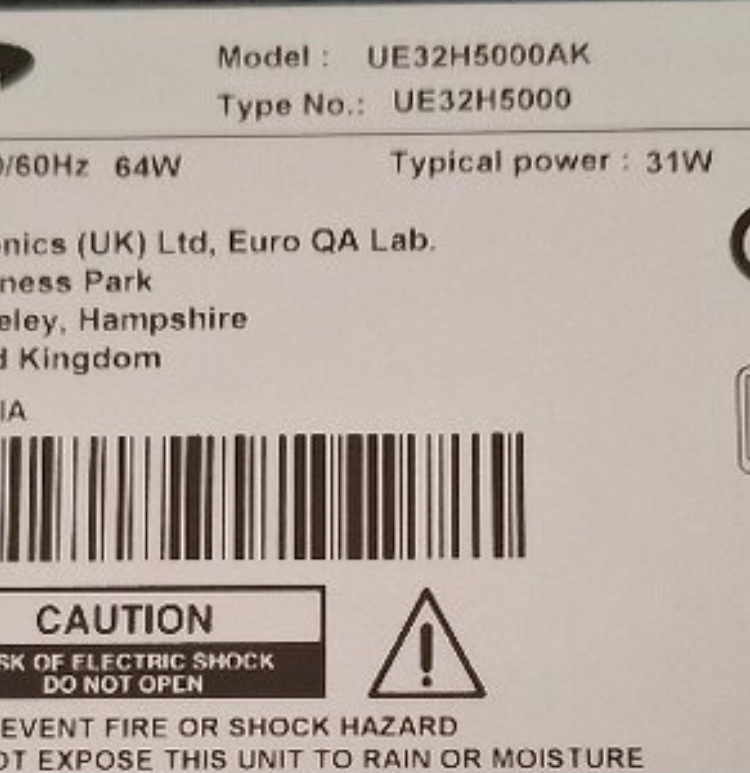 Model : UE32H5000AK
Type No.: UE32H5000
/60Hz 64W Typical power : 31W
nics (UK) Ltd, Euro QA Lab.
ness Park
eley, Hampshire
d Kingdom
IA
CAUTION
SK OF ELECTRIC SHOCK
DO NOT OPEN
EVENT FIRE OR SHOCK HAZARD
OT EXPOSE THIS UNIT TO RAIN OR MOISTURE